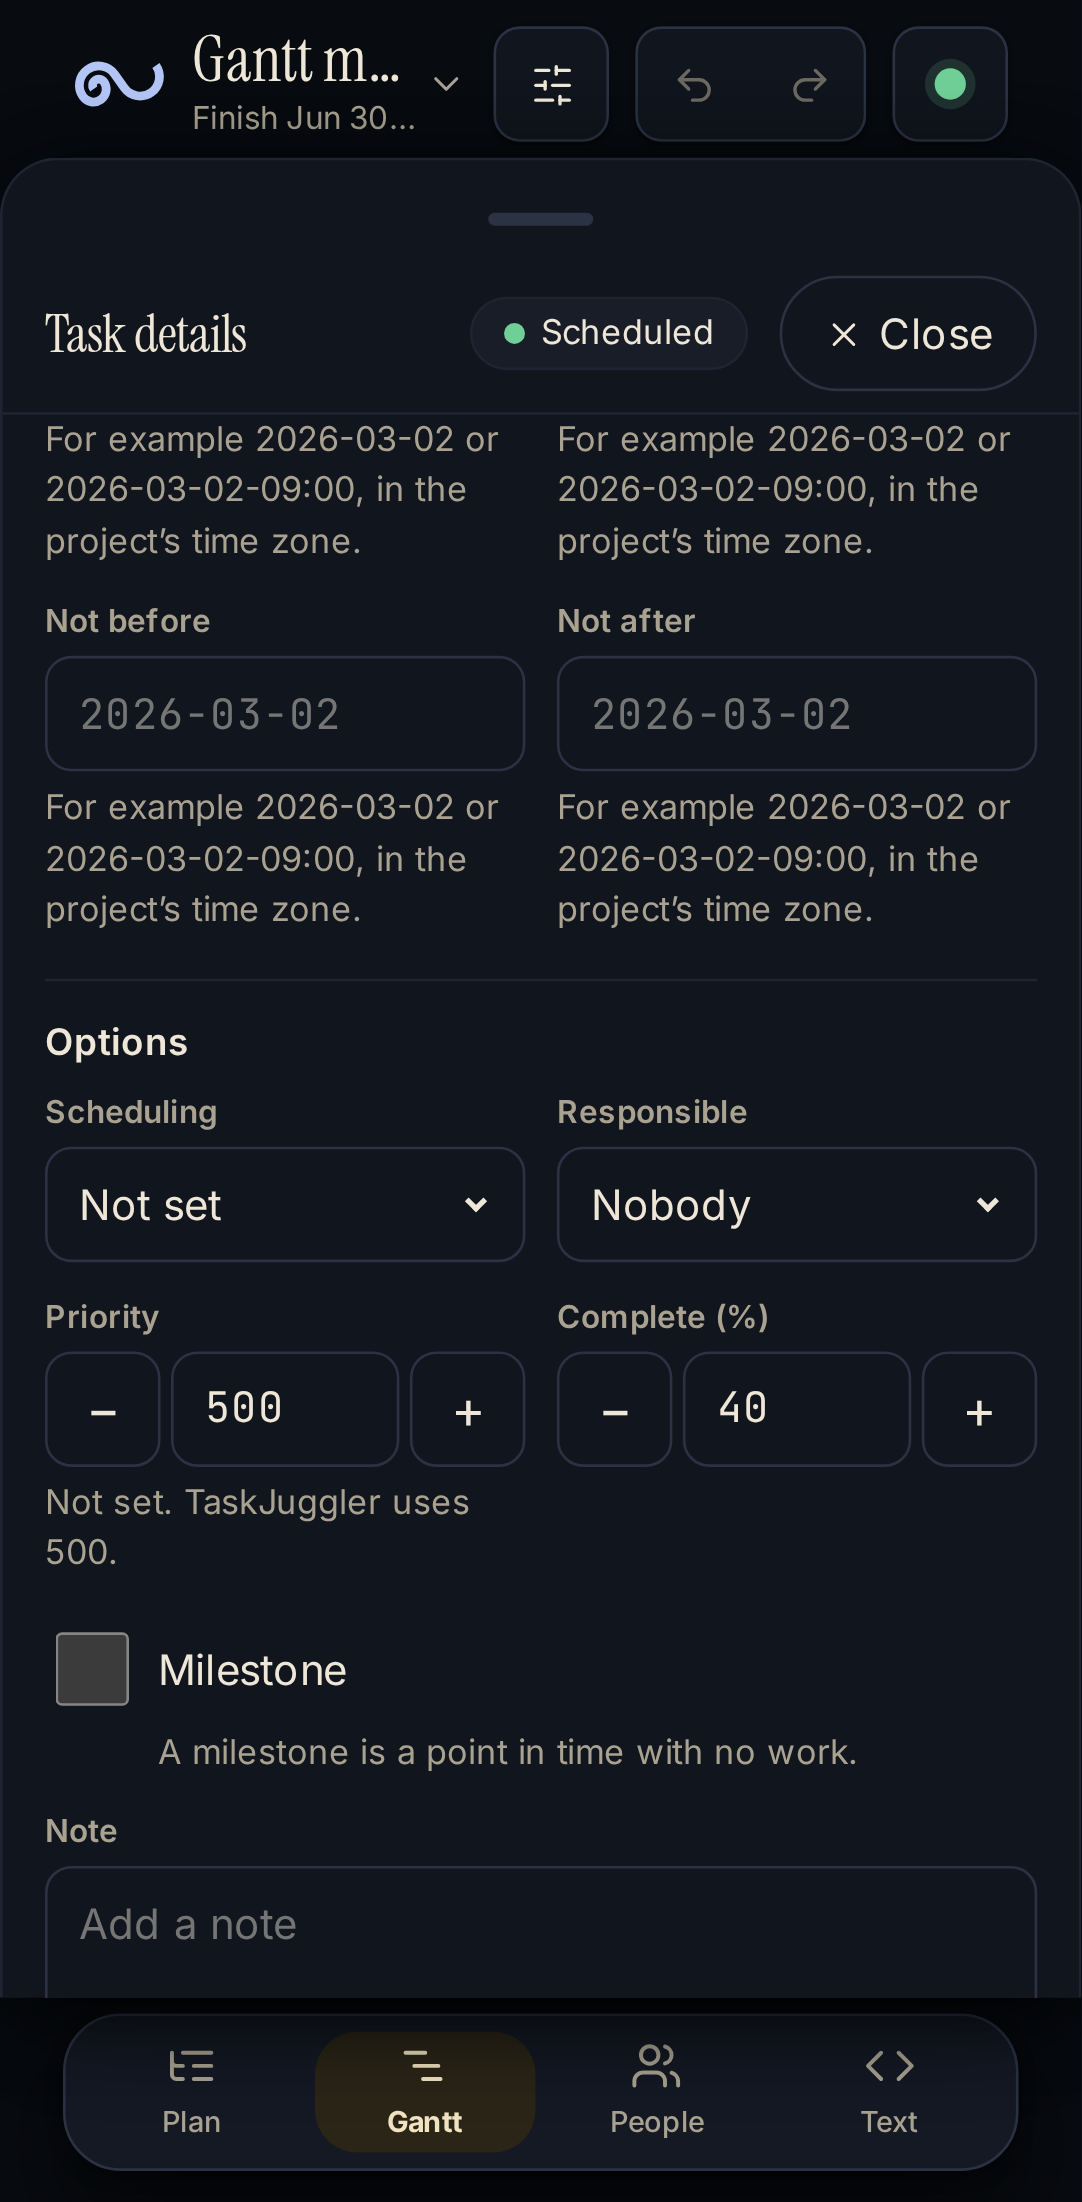 Gantt m...
Finish Jun 30...
Task details
Scheduled
Close
For example 2026-03-02 or
2026-03-02-09:00, in the
project’s time zone.
For example 2026-03-02 or
2026-03-02-09:00, in the
project’s time zone.
Not before
Not after
2026-03-02
2026-03-02
For example 2026-03-02 or
2026-03-02-09:00, in the
project’s time zone.
For example 2026-03-02 or
2026-03-02-09:00, in the
project’s time zone.
Options
Scheduling
Responsible
Not set
Nobody
Priority
Complete (%)
− 500 +
− 40 +
Not set. TaskJuggler uses
500.
Milestone
A milestone is a point in time with no work.
Note
Add a note
Plan
Gantt
People
Text